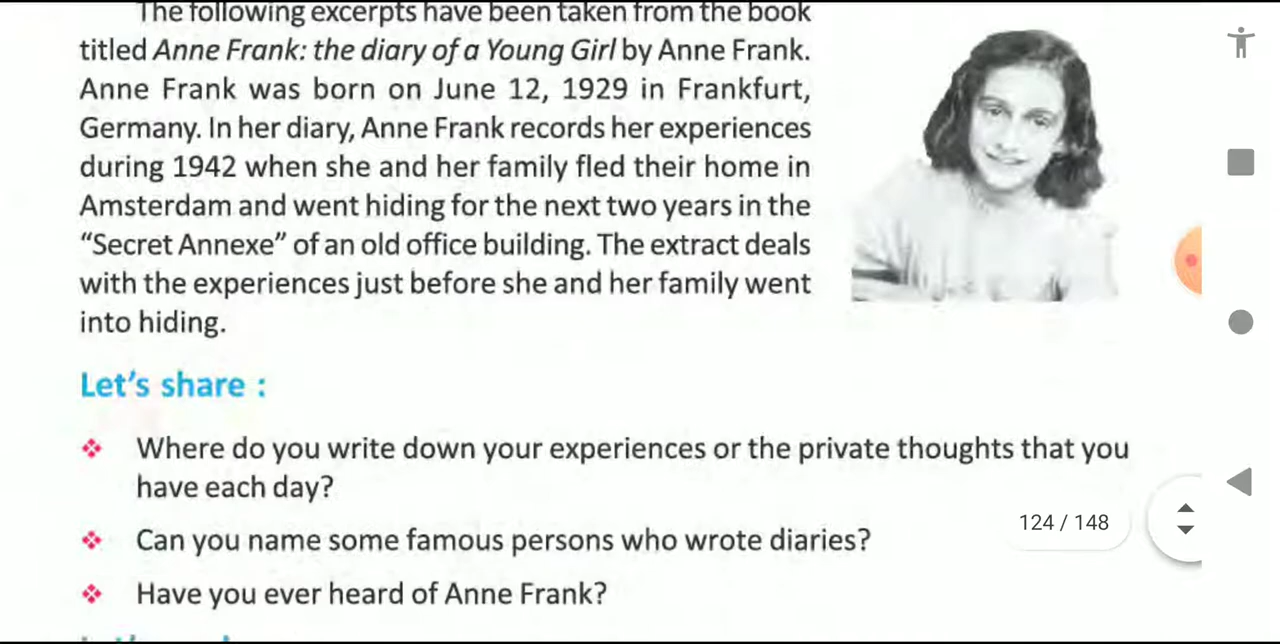 The following excerpts have been taken from the book
titled Anne Frank: the diary of a Young Girl by Anne Frank.
Anne Frank was born on June 12, 1929 in Frankfurt,
Germany. In her diary, Anne Frank records her experiences
during 1942 when she and her family fled their home in
Amsterdam and went hiding for the next two years in the
“Secret Annexe” of an old office building. The extract deals
with the experiences just before she and her family went
into hiding.
Let’s share :
❖ Where do you write down your experiences or the private thoughts that you
have each day?
124 / 148
❖ Can you name some famous persons who wrote diaries?
❖ Have you ever heard of Anne Frank?